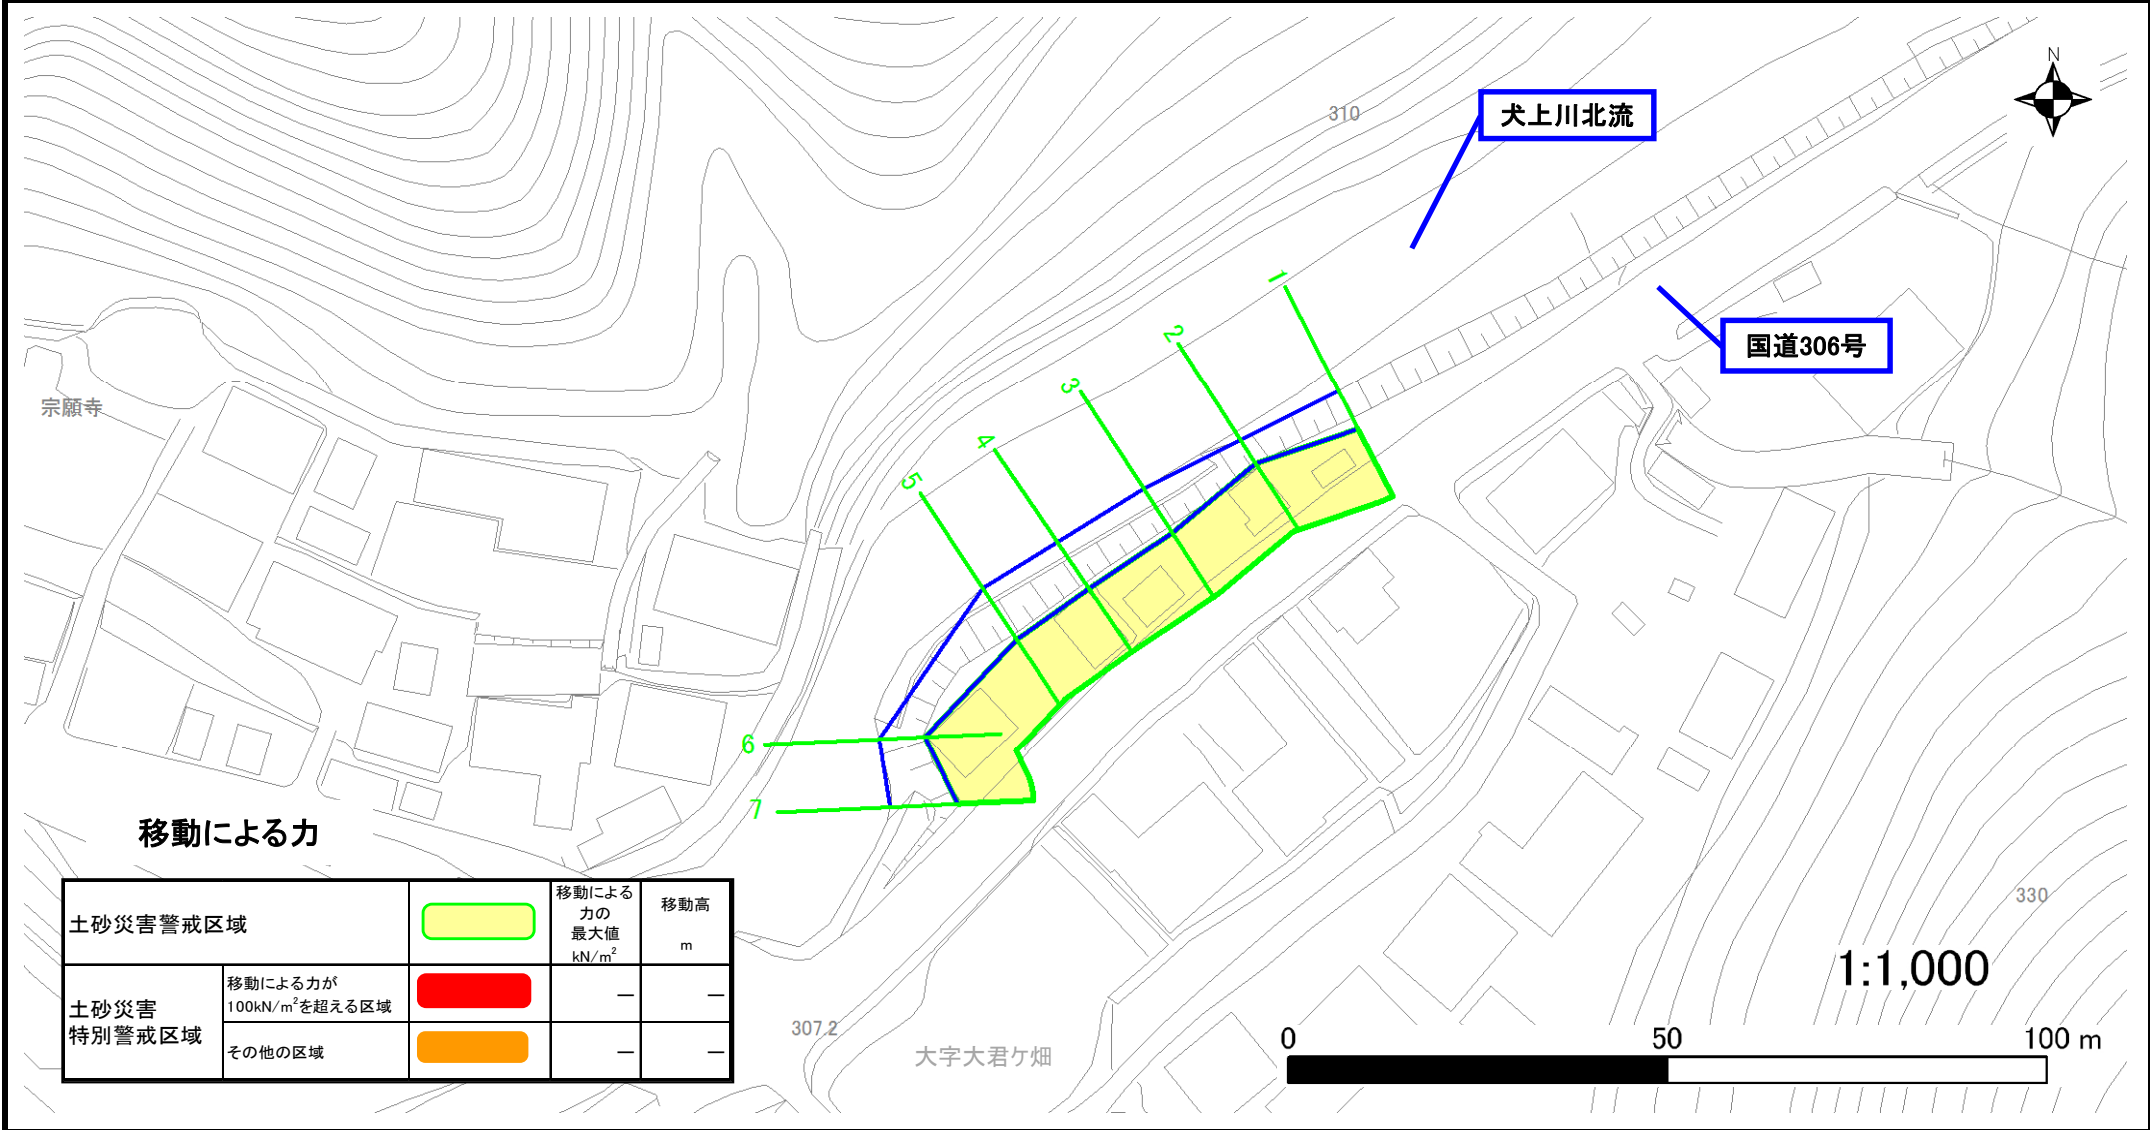 N
310
犬上川北流
国道306号
宗願寺
1
2
3
4
5
6
7
移動による力
土砂災害警戒区域
移動による
力の
最大値
kN/m²
移動高
m
土砂災害
特別警戒区域
移動による力が
100kN/m²を超える区域
－
－
その他の区域
－
－
307.2
大字大君ケ畑
330
1:1,000
0
50
100 m